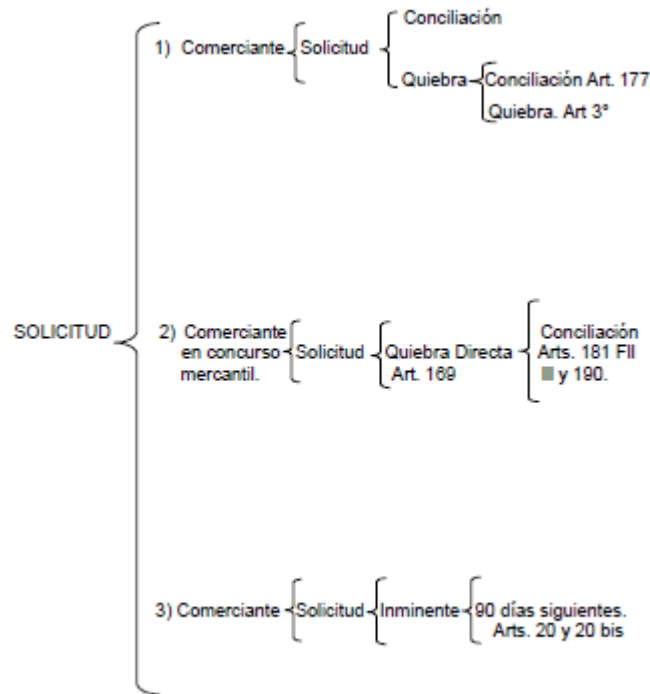 Conciliación
1) Comerciante Solicitud
Quiebra Conciliación Art. 177
Quiebra. Art 3º
SOLICITUD
2) Comerciante
en concurso
mercantil.
Solicitud
Quiebra Directa
Art. 169
Conciliación
Arts. 181 FII
III y 190.
3) Comerciante Solicitud Inminente 90 días siguientes.
Arts. 20 y 20 bis